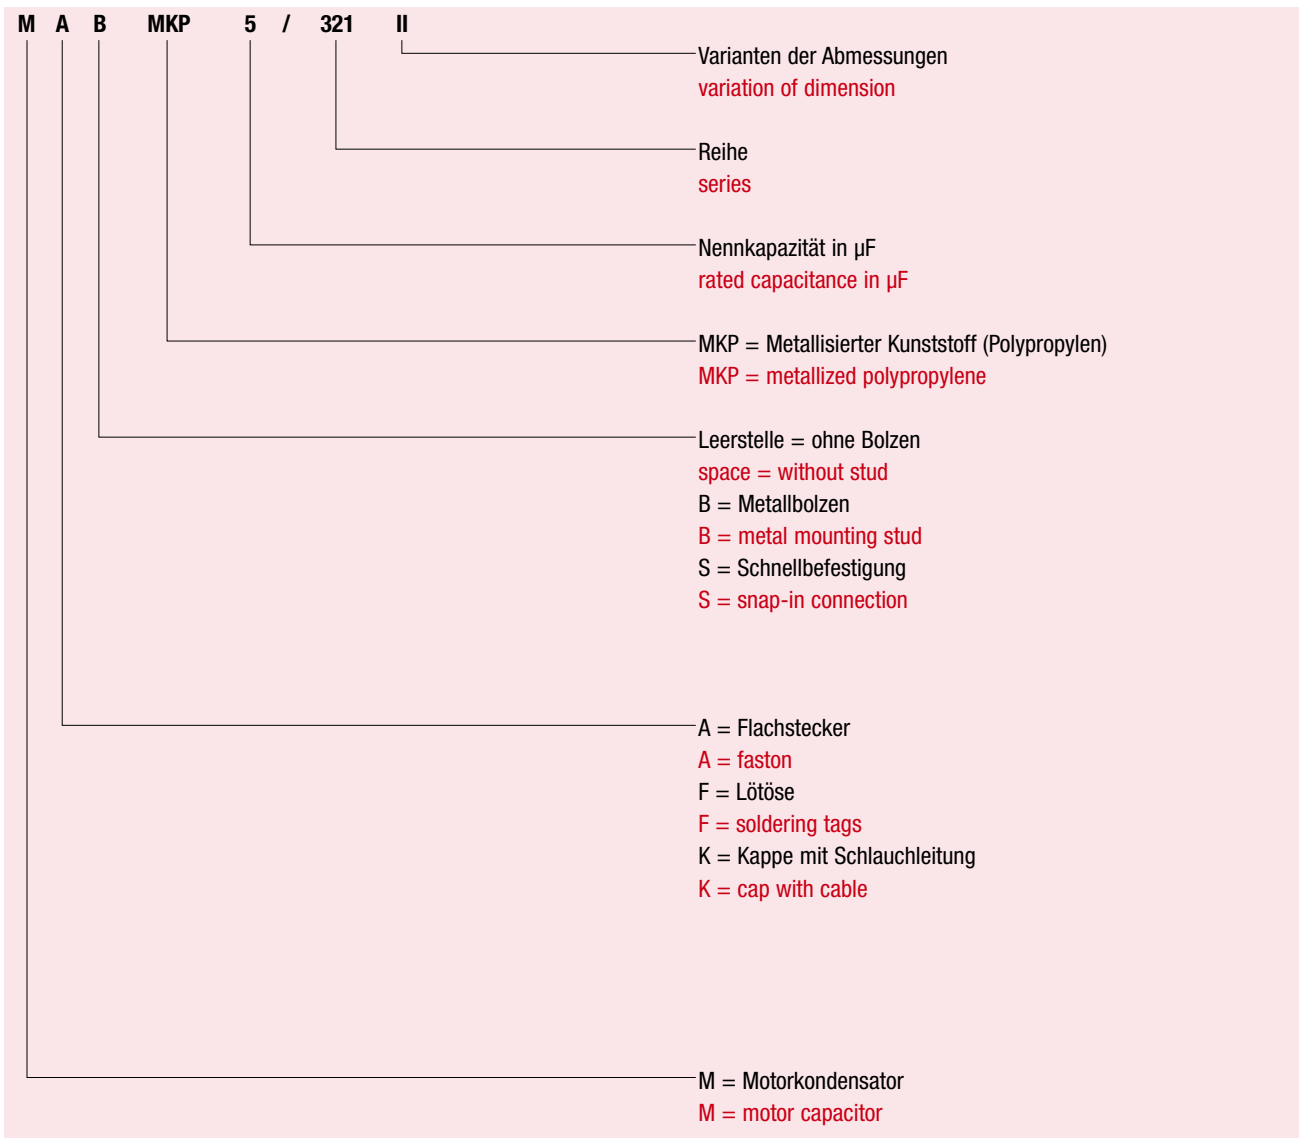 M A B MKP 5 / 321 II
Varianten der Abmessungen
variation of dimension
Reihe
series
Nennkapazität in µF
rated capacitance in µF
MKP = Metallisierter Kunststoff (Polypropylen)
MKP = metallized polypropylene
Leerstelle = ohne Bolzen
space = without stud
B = Metallbolzen
B = metal mounting stud
S = Schnellbefestigung
S = snap-in connection
A = Flachstecker
A = faston
F = Lötöse
F = soldering tags
K = Kappe mit Schlauchleitung
K = cap with cable
M = Motorkondensator
M = motor capacitor